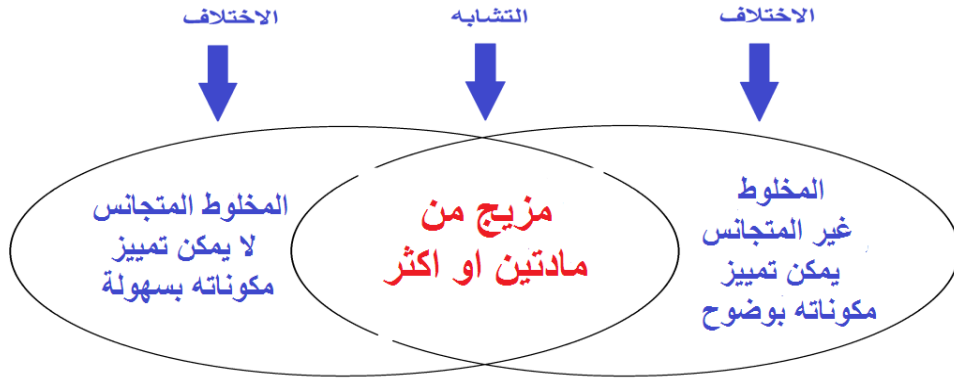 الاختلاف
التشابه
الاختلاف
المخلوط
غير المتجانس
يمكن تمييز
مكوناته بوضوح
مزيج من
مادتين او اكثر
المخلوط المتجانس
لا يمكن تمييز
مكوناته بسهولة